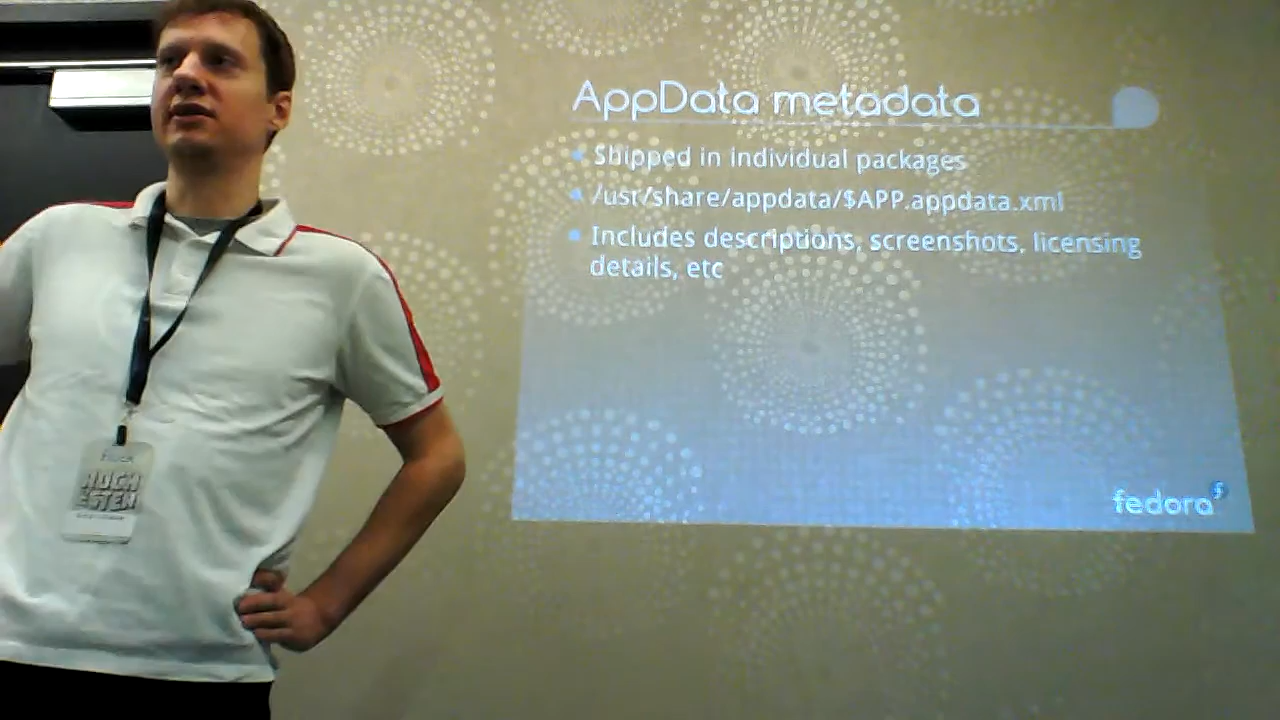 AppData metadata
Shipped in individual packages
/usr/share/appdata/$APP.appdata.xml
Includes descriptions, screenshots, licensing
details, etc
fedora